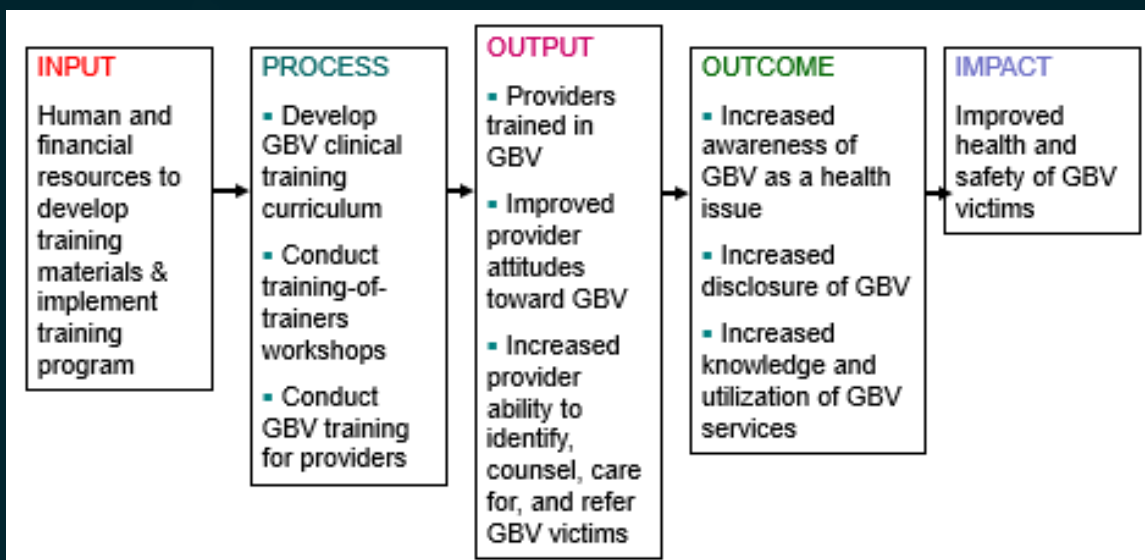 INPUT
Human and
financial
resources to
develop
training
materials &
implement
training
program
PROCESS
▪ Develop
GBV clinical
training
curriculum
▪ Conduct
training-of-
trainers
workshops
▪ Conduct
GBV training
for providers
OUTPUT
▪ Providers
trained in
GBV
▪ Improved
provider
attitudes
toward GBV
▪ Increased
provider
ability to
identify,
counsel, care
for, and refer
GBV victims
OUTCOME
▪ Increased
awareness of
GBV as a health
issue
▪ Increased
disclosure of GBV
▪ Increased
knowledge and
utilization of GBV
services
IMPACT
Improved
health and
safety of GBV
victims